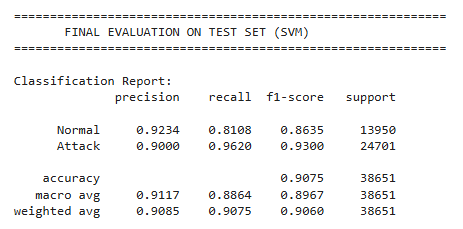 ============================================================
FINAL EVALUATION ON TEST SET (SVM)
============================================================
Classification Report:
precision recall f1-score support
Normal 0.9234 0.8108 0.8635 13950
Attack 0.9000 0.9620 0.9300 24701
accuracy 0.9075 38651
macro avg 0.9117 0.8864 0.8967 38651
weighted avg 0.9085 0.9075 0.9060 38651